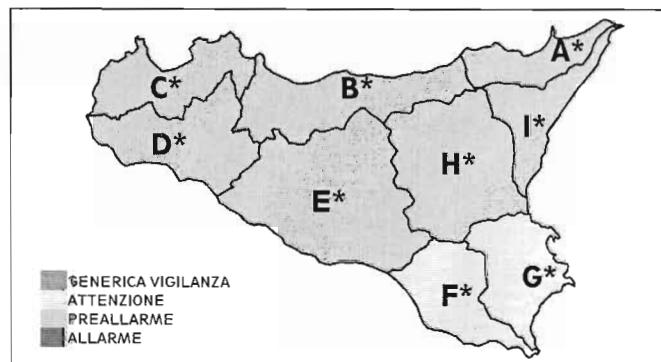 A*
C*
B*
I*
D*
H*
E*
G*
F*
GENERICA VIGILANZA
ATTENZIONE
PREALLARME
ALLARME